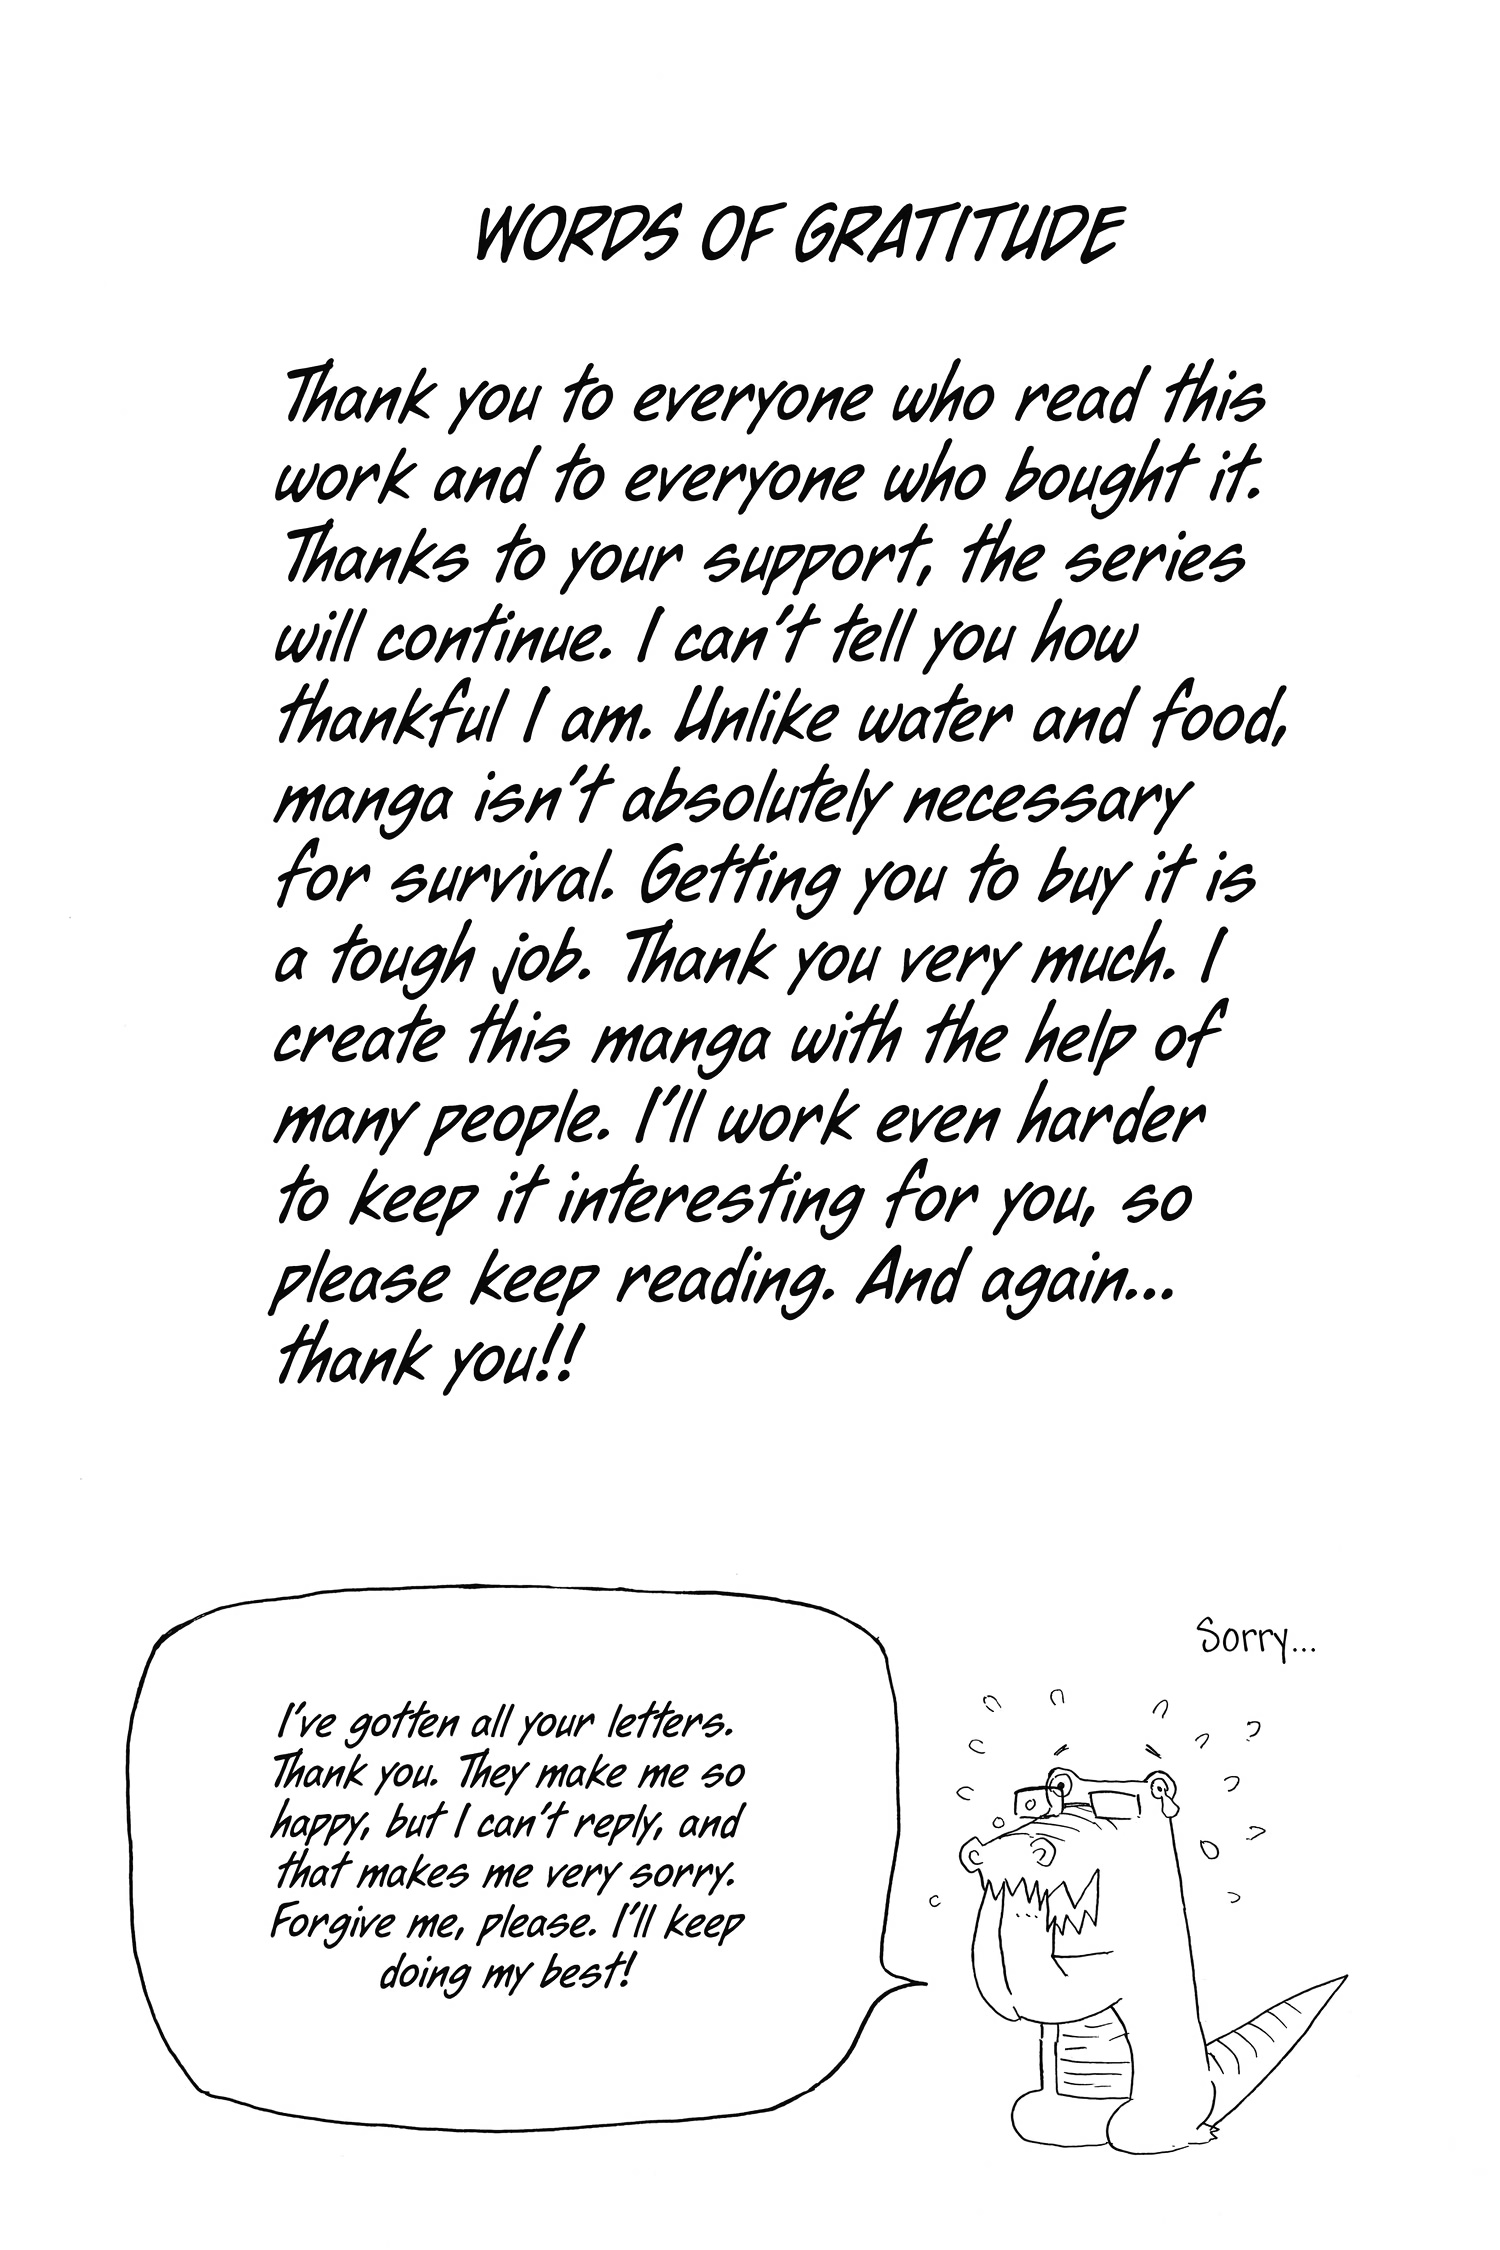 WORDS OF GRATITUDE
Thank you to everyone who read this
work and to everyone who bought it.
Thanks to your support, the series
will continue. I can't tell you how
thankful I am. Unlike water and food,
manga isn't absolutely necessary
for survival. Getting you to buy it is
a tough job. Thank you very much. I
create this manga with the help of
many people. I'll work even harder
to keep it interesting for you, so
please keep reading. And again...
thank you!!
Sorry...
I've gotten all your letters.
Thank you. They make me so
happy, but I can't reply, and
that makes me very sorry.
Forgive me, please. I'll keep
doing my best!